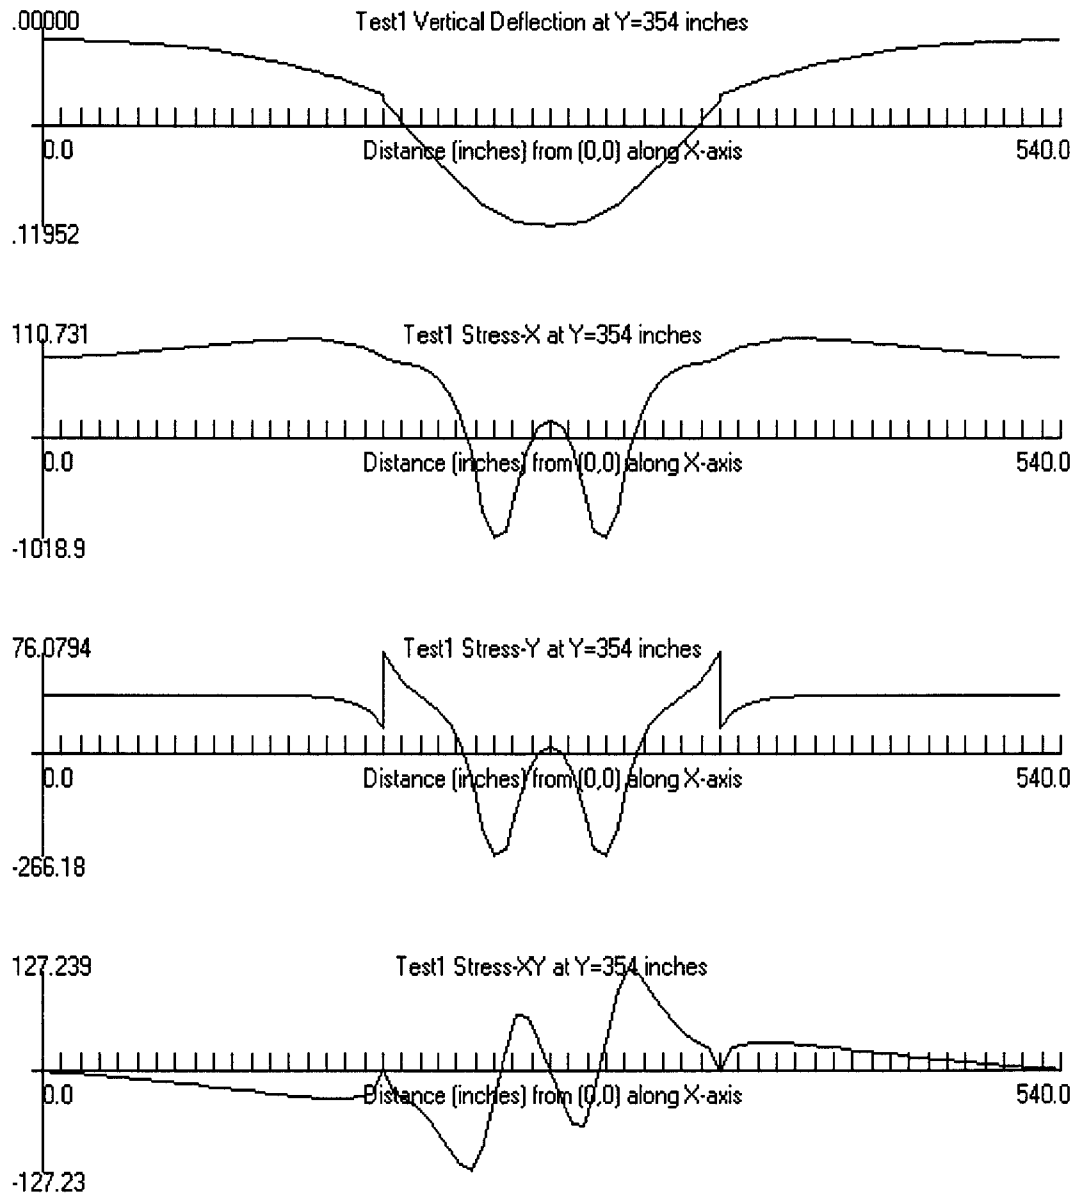 .00000
Test1 Vertical Deflection at Y=354 inches
0.0
Distance (inches) from (0,0) along X-axis
540.0
.11952
110.731
Test1 Stress-X at Y=354 inches
0.0
Distance (inches) from (0,0) along X-axis
540.0
-1018.9
76.0794
Test1 Stress-Y at Y=354 inches
0.0
Distance (inches) from (0,0) along X-axis
540.0
-266.18
127.239
Test1 Stress-XY at Y=354 inches
0.0
Distance (inches) from (0,0) along X-axis
540.0
-127.23